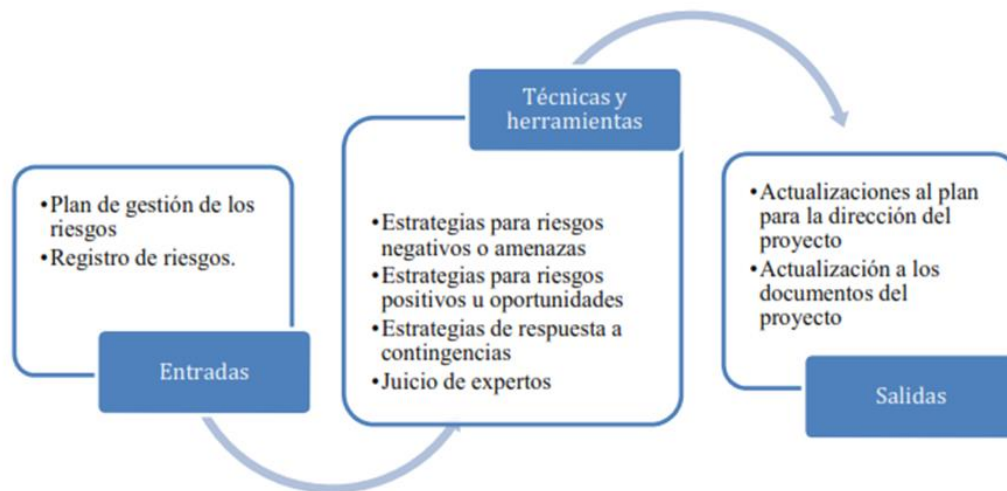 •Plan de gestión de los
riesgos
•Registro de riesgos.
Entradas
Técnicas y
herramientas
•Estrategias para riesgos
negativos o amenazas
•Estrategias para riesgos
positivos u oportunidades
•Estrategias de respuesta a
contingencias
•Juicio de expertos
•Actualizaciones al plan
para la dirección del
proyecto
•Actualización a los
documentos del
proyecto
Salidas